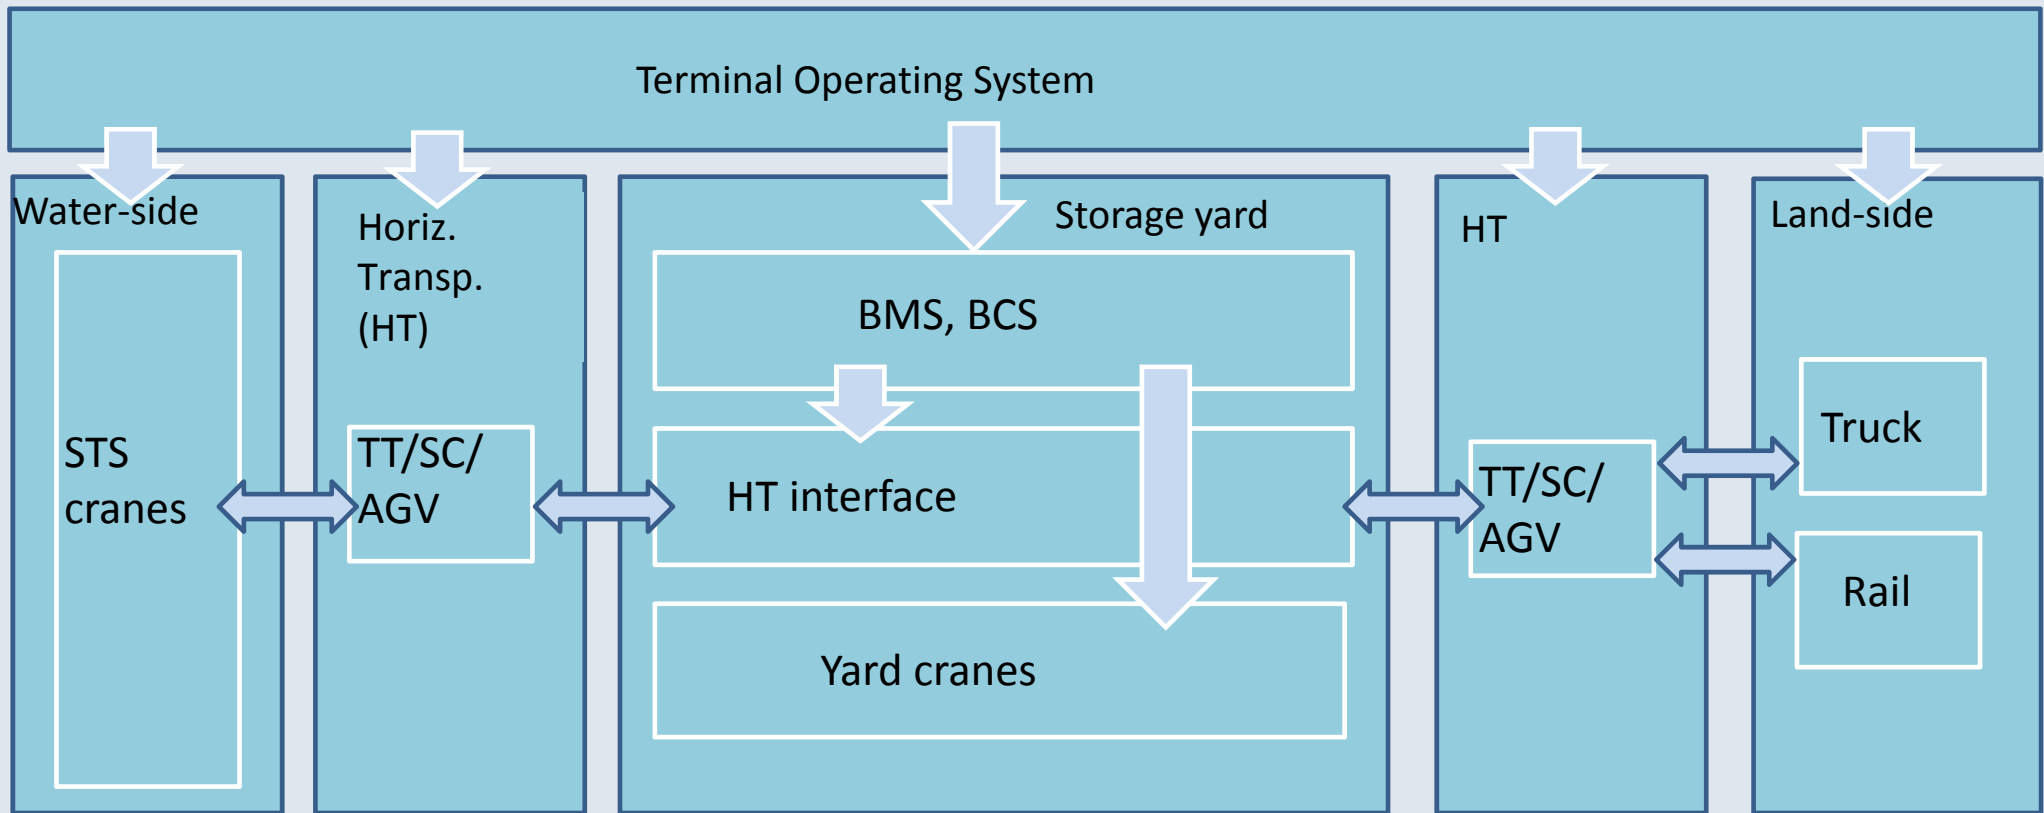 Terminal Operating System
Water-side
STS
cranes
Horiz.
Transp.
(HT)
TT/SC/
AGV
Storage yard
BMS, BCS
HT interface
Yard cranes
HT
TT/SC/
AGV
Land-side
Truck
Rail